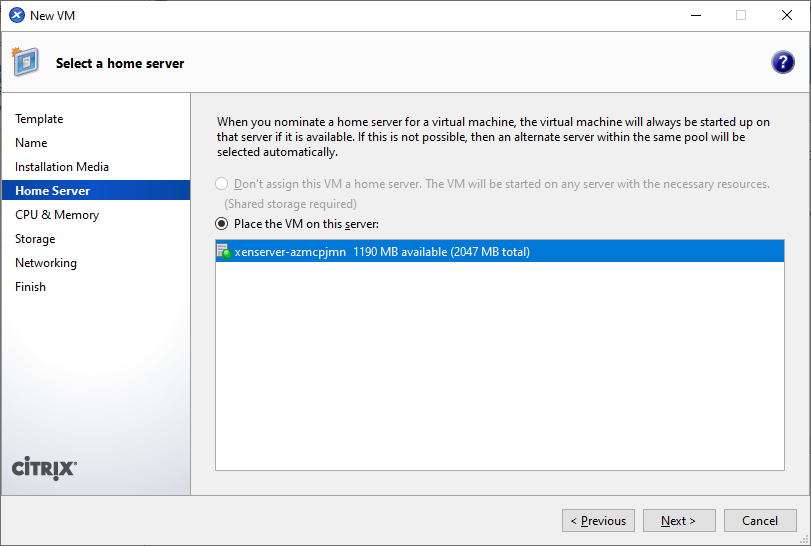 New VM
Select a home server
?
Template
Name
Installation Media
Home Server
CPU & Memory
Storage
Networking
Finish
CITRIX
When you nominate a home server for a virtual machine, the virtual machine will always be started up on
that server if it is available. If this is not possible, then an alternate server within the same pool will be
selected automatically.
Don't assign this VM a home server. The VM will be started on any server with the necessary resources.
(Shared storage required)
Place the VM on this server:
xenserver-azmcpjmn 1190 MB available (2047 MB total)
< Previous
Next >
Cancel